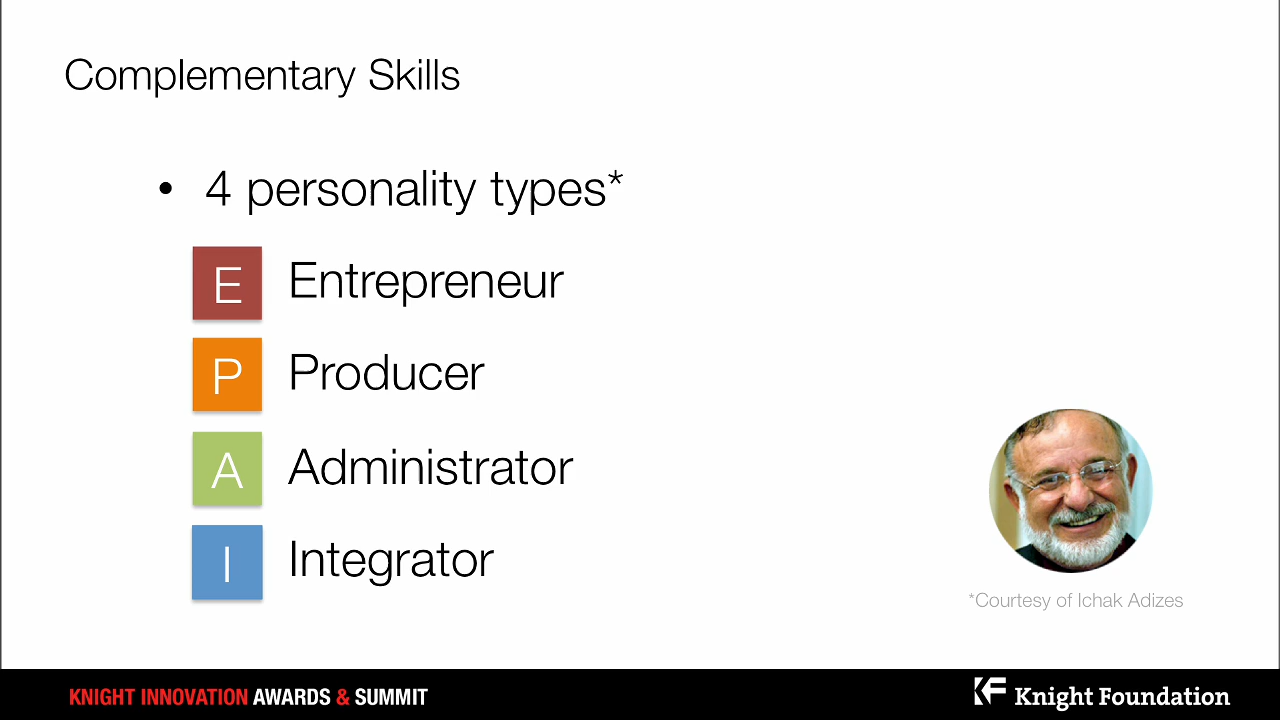 Complementary Skills
• 4 personality types*
E Entrepreneur
P Producer
A Administrator
I Integrator
*Courtesy of Ichak Adizes
KNIGHT INNOVATION AWARDS & SUMMIT
KF Knight Foundation